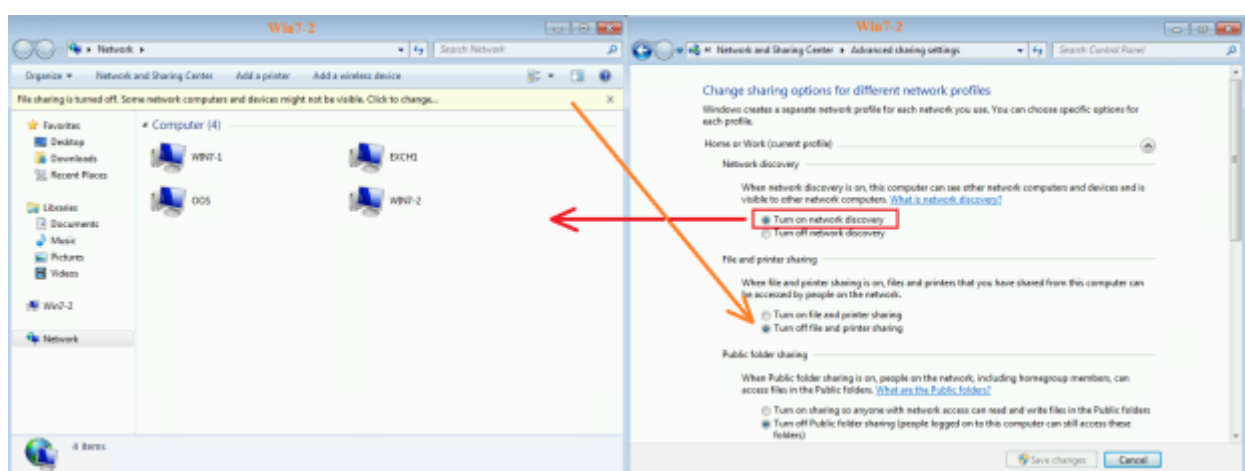 Win7-2
Network
Search Network
Organize
Network and Sharing Center
Add a printer
Add a wireless device
File sharing is turned off. Some network computers and devices might not be visible. Click to change...
Favorites
Desktop
Downloads
Recent Places
Libraries
Documents
Music
Pictures
Videos
Win7-2
Network
Computer (4)
WIN7-1
EXCH1
OOS
WIN7-2
4 items
Win7-2
« Network and Sharing Center
Advanced sharing settings
Search Control Panel
Change sharing options for different network profiles
Windows creates a separate network profile for each network you use. You can choose specific options for
each profile.
Home or Work (current profile)
Network discovery
When network discovery is on, this computer can see other network computers and devices and is
visible to other network computers. What is network discovery?
Turn on network discovery
Turn off network discovery
File and printer sharing
When file and printer sharing is on, files and printers that you have shared from this computer can
be accessed by people on the network.
Turn on file and printer sharing
Turn off file and printer sharing
Public folder sharing
When Public folder sharing is on, people on the network, including homegroup members, can
access files in the Public folders. What are the Public folders?
Turn on sharing so anyone with network access can read and write files in the Public folders
Turn off Public folder sharing (people logged on to this computer can still access these
folders)
Save changes
Cancel